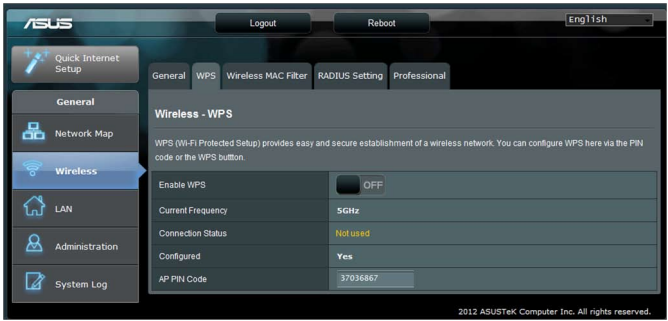 ASUS
Logout
Reboot
English
Quick Internet
Setup
General
Network Map
Wireless
LAN
Administration
System Log
General
WPS
Wireless MAC Filter
RADIUS Setting
Professional
Wireless - WPS
WPS (Wi-Fi Protected Setup) provides easy and secure establishment of a wireless network. You can configure WPS here via the PIN
code or the WPS buttton.
Enable WPS
OFF
Current Frequency
5GHz
Connection Status
Not used
Configured
Yes
AP PIN Code
37036867
2012 ASUSTeK Computer Inc. All rights reserved.